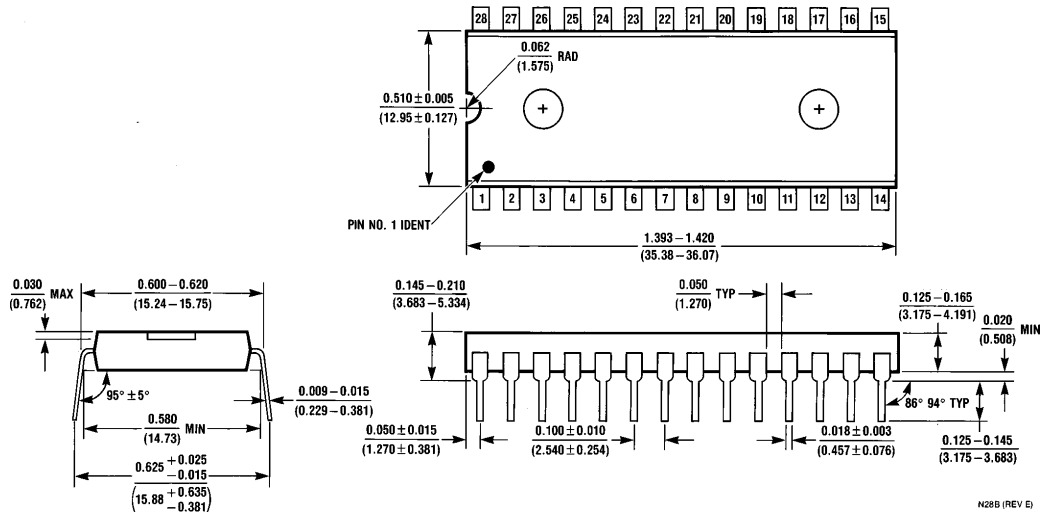 28 27 26 25 24 23 22 21 20 19 18 17 16 15
0.062
(1.575)
RAD
0.510 ± 0.005
(12.95 ± 0.127)
PIN NO. 1 IDENT
1 2 3 4 5 6 7 8 9 10 11 12 13 14
1.393 – 1.420
(35.38 – 36.07)
0.030
(0.762)
MAX
0.600 – 0.620
(15.24 – 15.75)
95° ± 5°
0.009 – 0.015
(0.229 – 0.381)
0.580
(14.73)
MIN
0.625 +0.025
–0.015
(15.88 +0.635
–0.381)
0.145 – 0.210
(3.683 – 5.334)
0.050
(1.270)
TYP
0.125 – 0.165
(3.175 – 4.191)
0.020
(0.508)
MIN
86° 94° TYP
0.050 ± 0.015
(1.270 ± 0.381)
0.100 ± 0.010
(2.540 ± 0.254)
0.018 ± 0.003
(0.457 ± 0.076)
0.125 – 0.145
(3.175 – 3.683)
N28B (REV E)